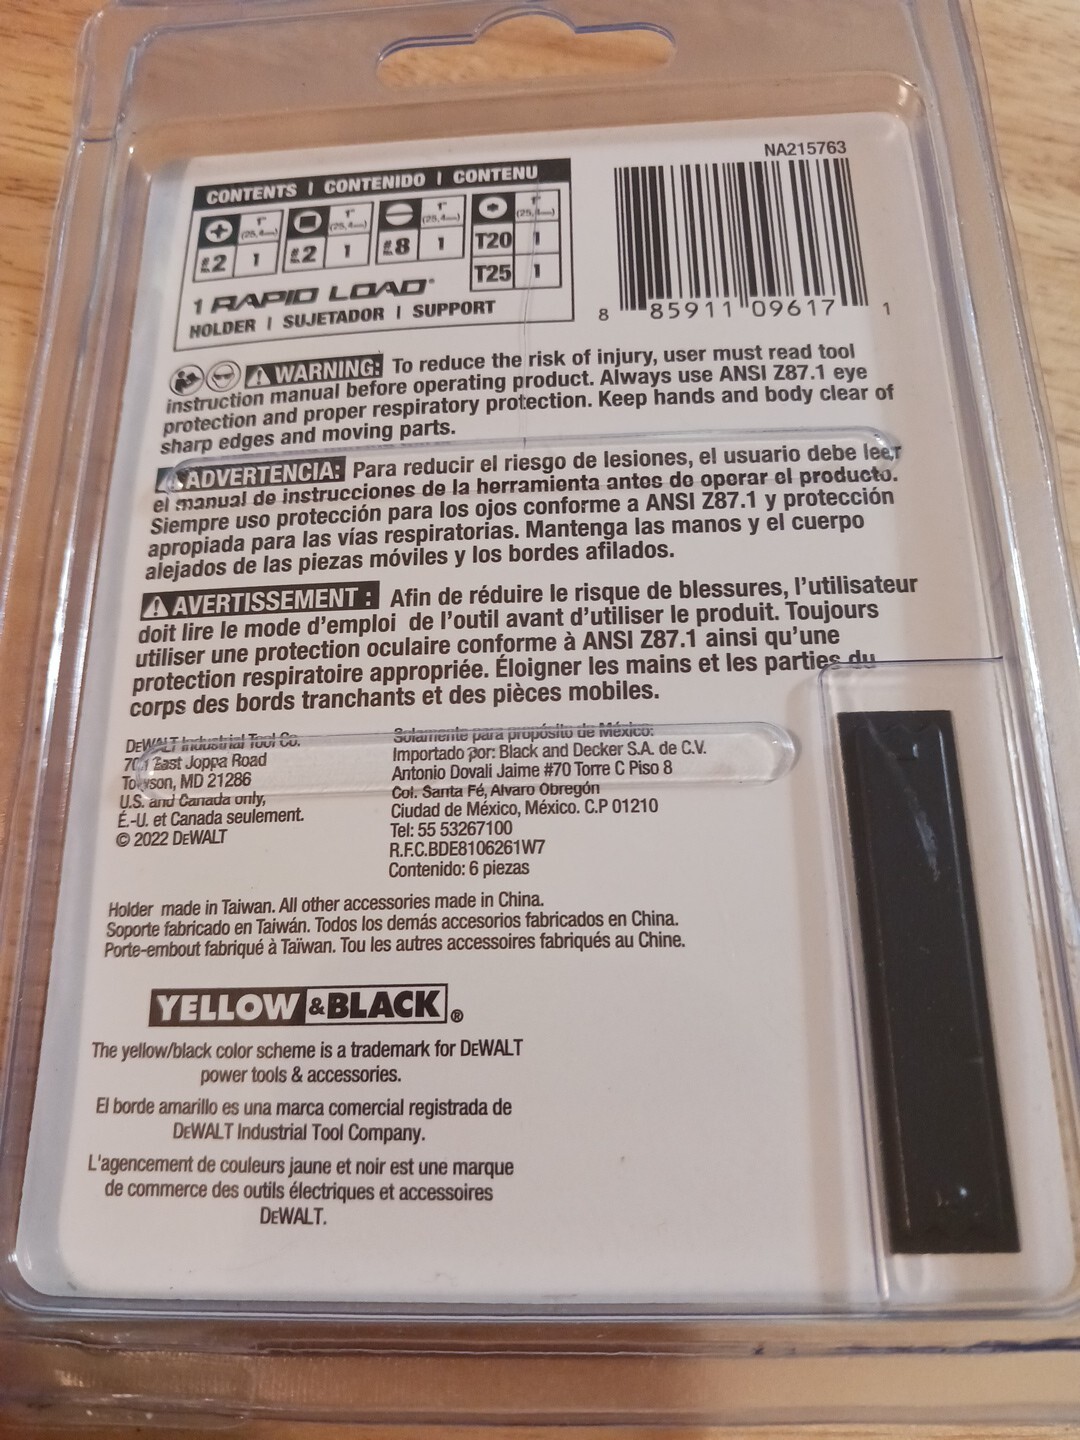 NA215763
CONTENTS | CONTENIDO | CONTENU
1" (25,4mm) 1" (25,4mm) 1" (25,4mm) 1" (25,4mm)
#2 1 #2 1 #8 1 T20 1
T25 1
1 RAPID LOAD®
HOLDER | SUJETADOR | SUPPORT
8 85911 09617 1
WARNING: To reduce the risk of injury, user must read tool
instruction manual before operating product. Always use ANSI Z87.1 eye
protection and proper respiratory protection. Keep hands and body clear of
sharp edges and moving parts.
ADVERTENCIA: Para reducir el riesgo de lesiones, el usuario debe leer
el manual de instrucciones de la herramienta antes de operar el producto.
Siempre use protección para los ojos conforme a ANSI Z87.1 y protección
apropiada para las vías respiratorias. Mantenga las manos y el cuerpo
alejados de las piezas móviles y los bordes afilados.
AVERTISSEMENT : Afin de réduire le risque de blessures, l'utilisateur
doit lire le mode d'emploi de l'outil avant d'utiliser le produit. Toujours
utiliser une protection oculaire conforme à ANSI Z87.1 ainsi qu'une
protection respiratoire appropriée. Éloigner les mains et les parties du
corps des bords tranchants et des pièces mobiles.
DEWALT Industrial Tool Co.
701 East Joppa Road
Towson, MD 21286
U.S. and Canada only,
É.-U. et Canada seulement.
© 2022 DEWALT
Solamente para propósito de México:
Importado por: Black and Decker S.A. de C.V.
Antonio Dovali Jaime #70 Torre C Piso 8
Col. Santa Fé, Alvaro Obregón
Ciudad de México, México. C.P 01210
Tel: 55 53267100
R.F.C.BDE8106261W7
Contenido: 6 piezas
Holder made in Taiwan. All other accessories made in China.
Soporte fabricado en Taiwán. Todos los demás accesorios fabricados en China.
Porte-embout fabriqué à Taïwan. Tou les autres accessoires fabriqués au Chine.
YELLOW & BLACK®
The yellow/black color scheme is a trademark for DEWALT
power tools & accessories.
El borde amarillo es una marca comercial registrada de
DEWALT Industrial Tool Company.
L'agencement de couleurs jaune et noir est une marque
de commerce des outils électriques et accessoires
DEWALT.